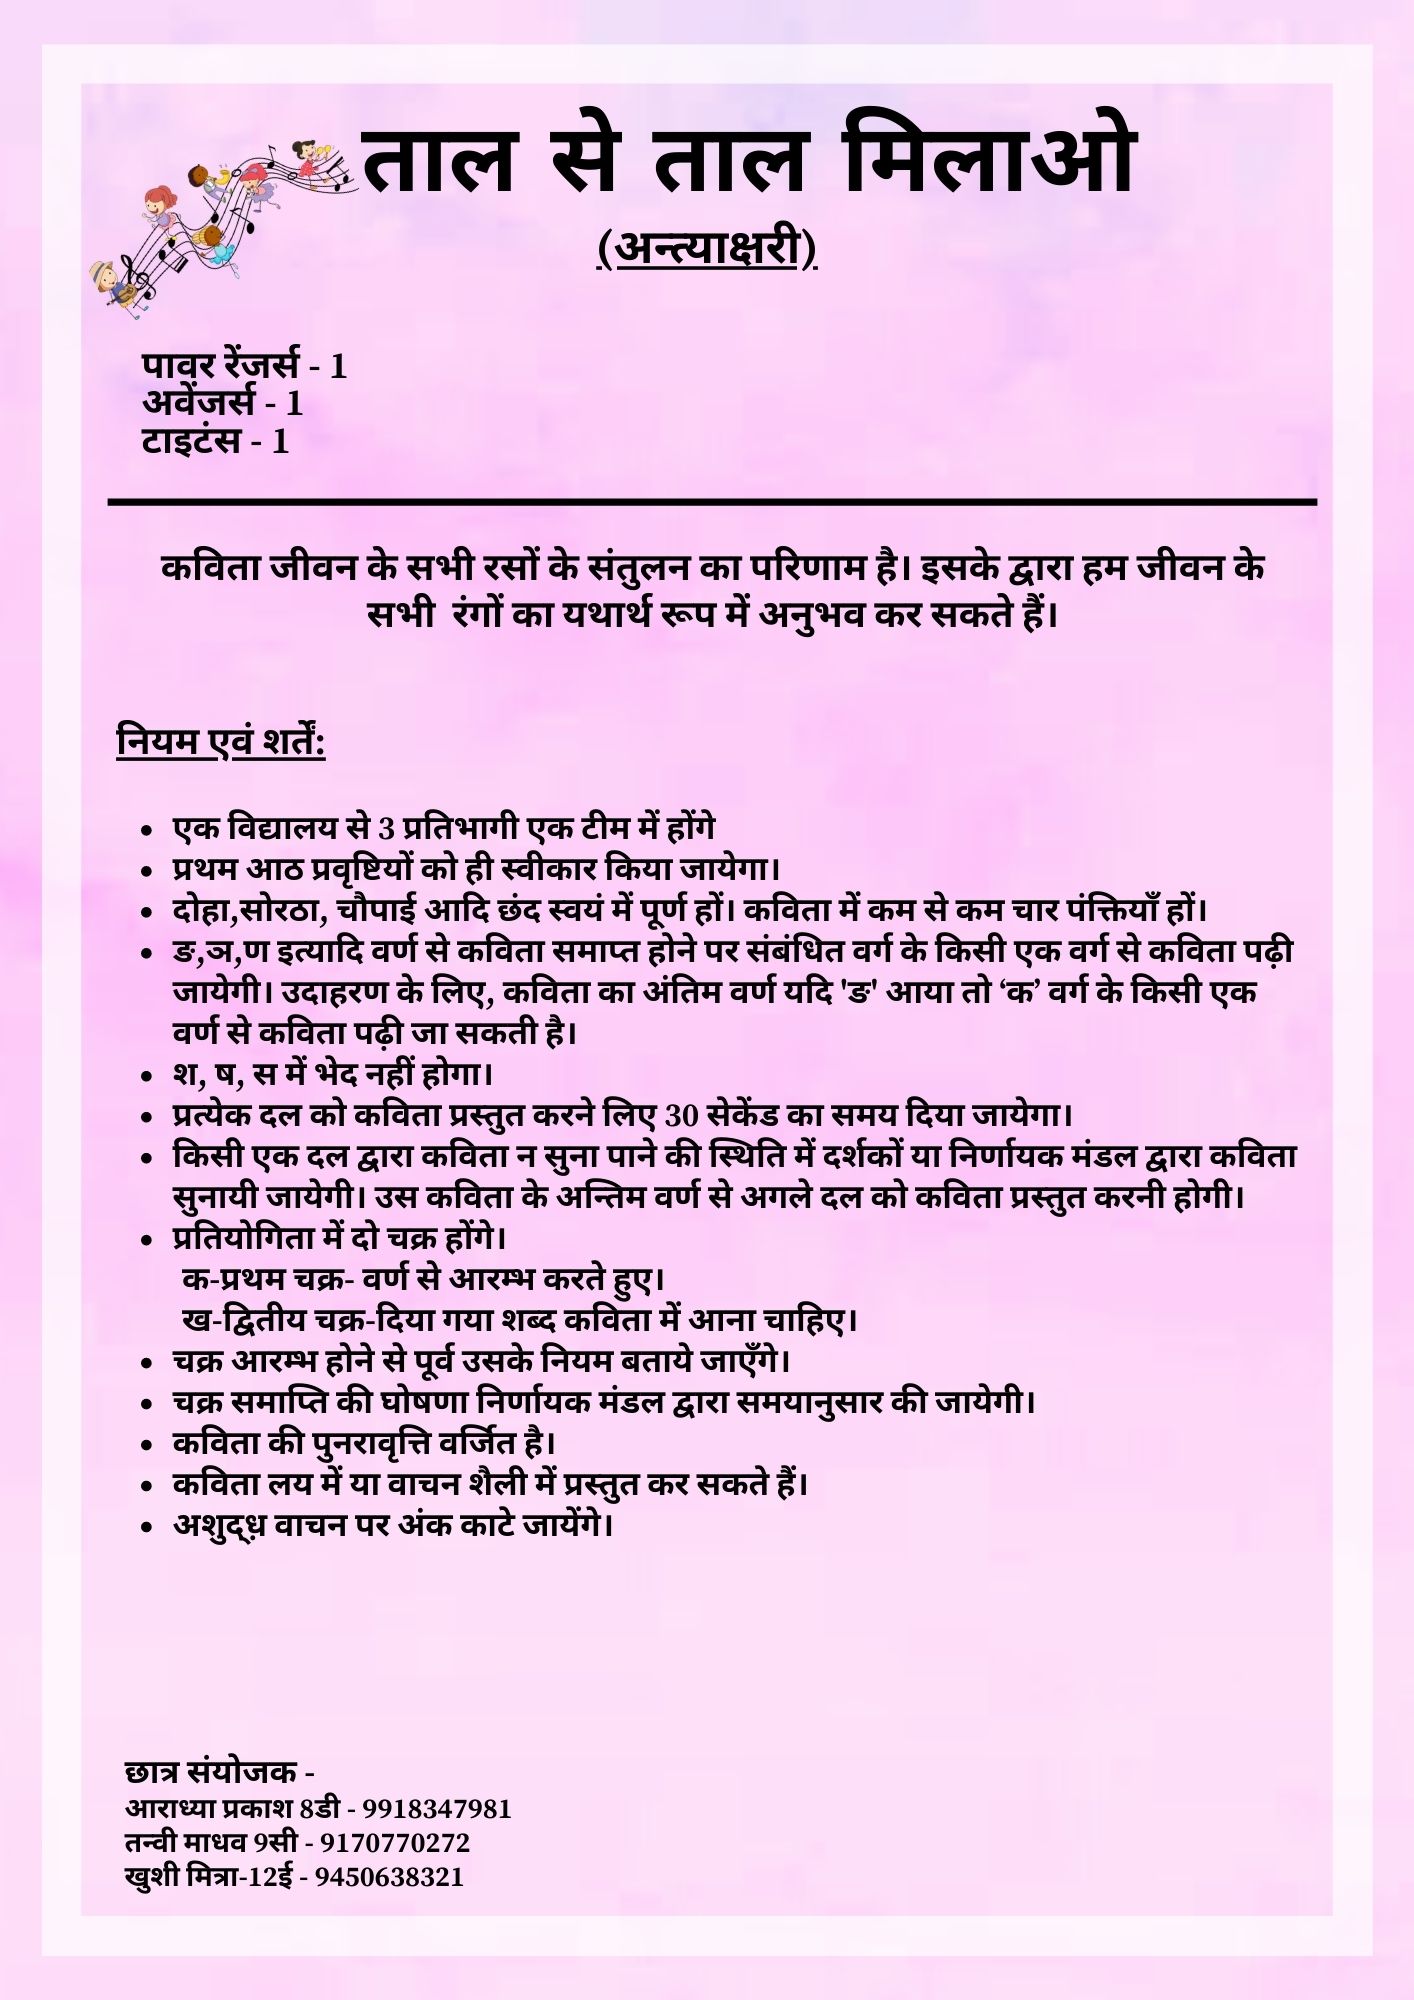 ताल से ताल मिलाओ
(अन्त्याक्षरी)
पावर रेंजर्स - 1
अवेंजर्स - 1
टाइटंस - 1
कविता जीवन के सभी रसों के संतुलन का परिणाम है। इसके द्वारा हम जीवन के
सभी रंगों का यथार्थ रूप में अनुभव कर सकते हैं।
नियम एवं शर्तें:
• एक विद्यालय से 3 प्रतिभागी एक टीम में होंगे
• प्रथम आठ प्रवृष्टियों को ही स्वीकार किया जायेगा।
• दोहा,सोरठा, चौपाई आदि छंद स्वयं में पूर्ण हों। कविता में कम से कम चार पंक्तियाँ हों।
• ङ,ञ,ण इत्यादि वर्ण से कविता समाप्त होने पर संबंधित वर्ग के किसी एक वर्ग से कविता पढ़ी
जायेगी। उदाहरण के लिए, कविता का अंतिम वर्ण यदि 'ङ' आया तो ‘क’ वर्ग के किसी एक
वर्ण से कविता पढ़ी जा सकती है।
• श, ष, स में भेद नहीं होगा।
• प्रत्येक दल को कविता प्रस्तुत करने लिए 30 सेकेंड का समय दिया जायेगा।
• किसी एक दल द्वारा कविता न सुना पाने की स्थिति में दर्शकों या निर्णायक मंडल द्वारा कविता
सुनायी जायेगी। उस कविता के अन्तिम वर्ण से अगले दल को कविता प्रस्तुत करनी होगी।
• प्रतियोगिता में दो चक्र होंगे।
क-प्रथम चक्र- वर्ण से आरम्भ करते हुए।
ख-द्वितीय चक्र-दिया गया शब्द कविता में आना चाहिए।
• चक्र आरम्भ होने से पूर्व उसके नियम बताये जाएँगे।
• चक्र समाप्ति की घोषणा निर्णायक मंडल द्वारा समयानुसार की जायेगी।
• कविता की पुनरावृत्ति वर्जित है।
• कविता लय में या वाचन शैली में प्रस्तुत कर सकते हैं।
• अशुद्ध़ वाचन पर अंक काटे जायेंगे।
छात्र संयोजक -
आराध्या प्रकाश 8डी - 9918347981
तन्वी माधव 9सी - 9170770272
खुशी मित्रा-12ई - 9450638321